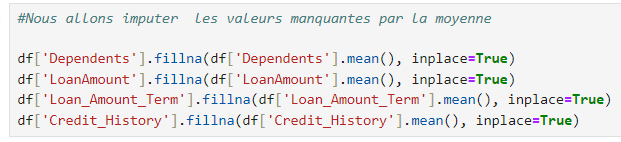 #Nous allons imputer  les valeurs manquantes par la moyenne
df['Dependents'].fillna(df['Dependents'].mean(), inplace=True)
df['LoanAmount'].fillna(df['LoanAmount'].mean(), inplace=True)
df['Loan_Amount_Term'].fillna(df['Loan_Amount_Term'].mean(), inplace=True)
df['Credit_History'].fillna(df['Credit_History'].mean(), inplace=True)